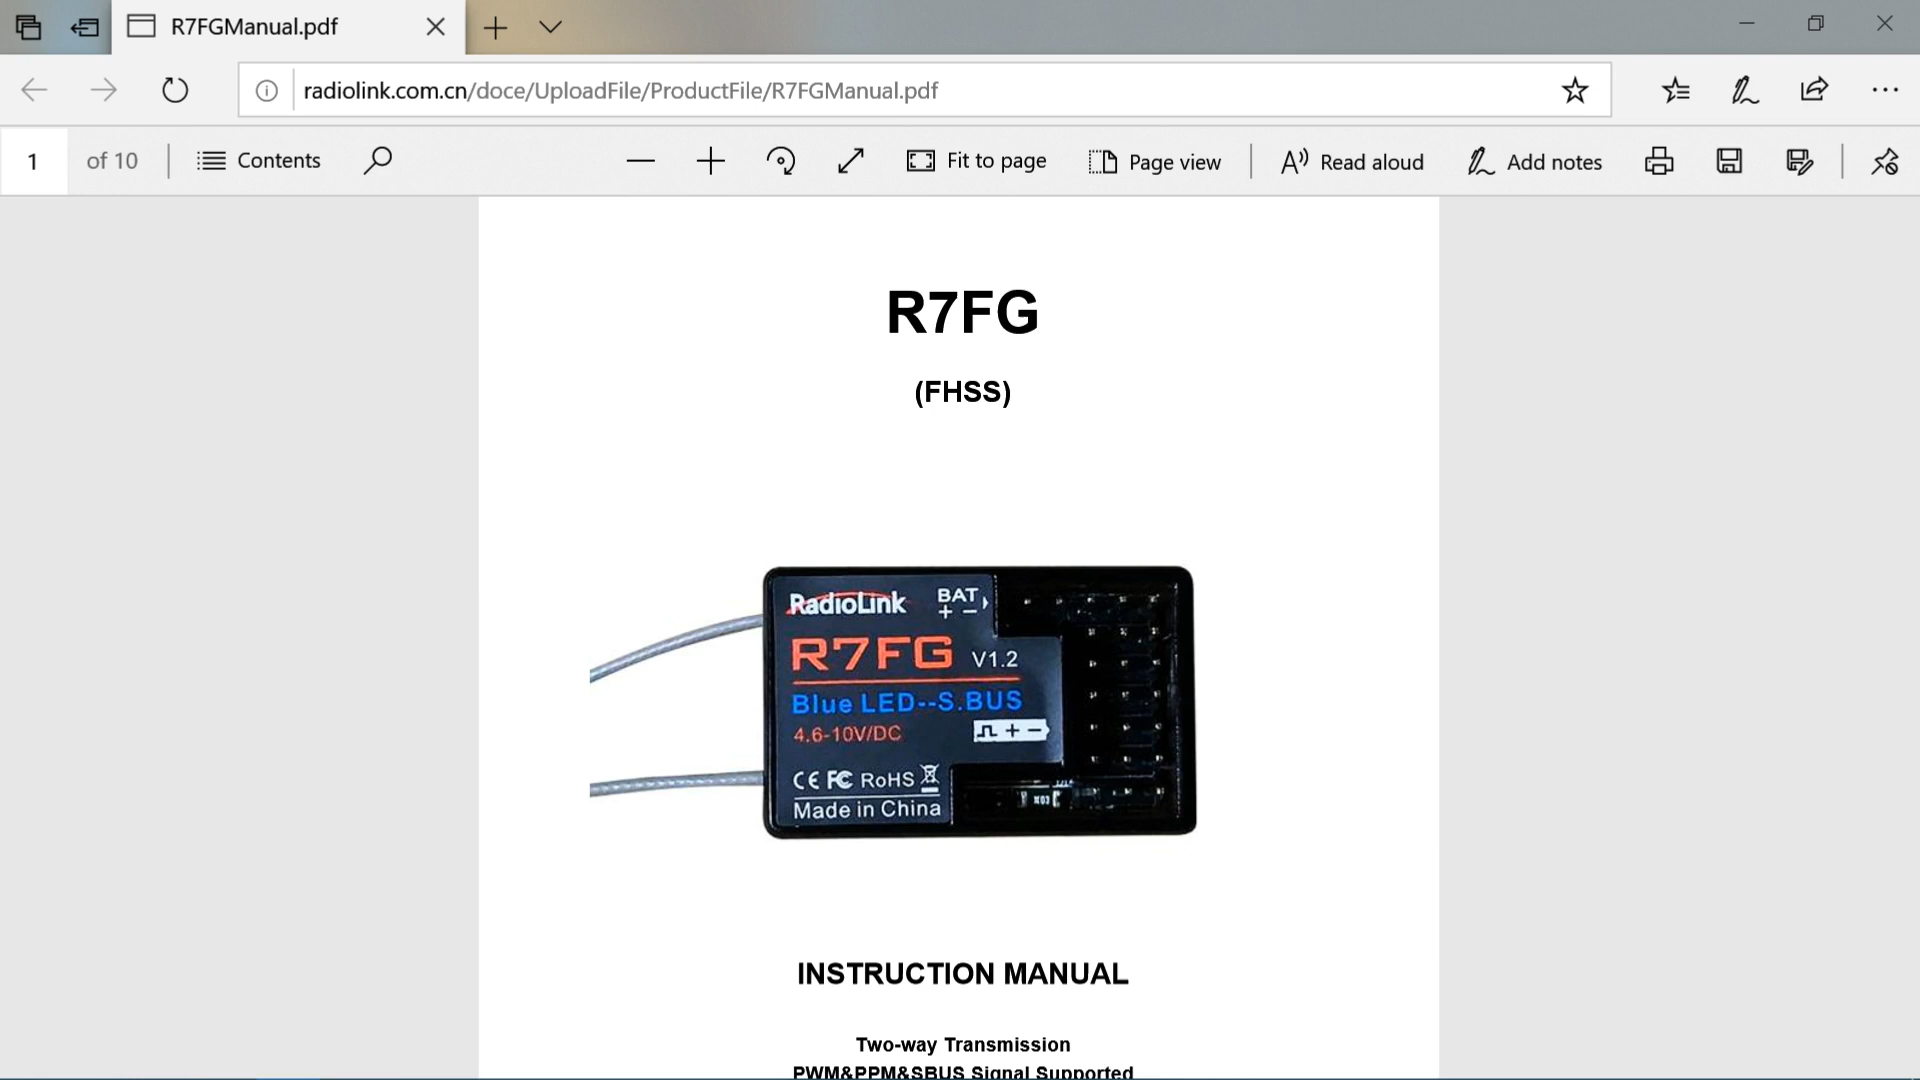 R7FGManual.pdf
radiolink.com.cn/doce/UploadFile/ProductFile/R7FGManual.pdf
1 of 10 Contents Fit to page Page view Read aloud Add notes
R7FG
(FHSS)
RadioLink BAT
+ −
R7FG V1.2
Blue LED--S.BUS
4.6-10V/DC
+ −
CE FC RoHS
Made in China
INSTRUCTION MANUAL
Two-way Transmission
PWM&PPM&SBUS Signal Supported